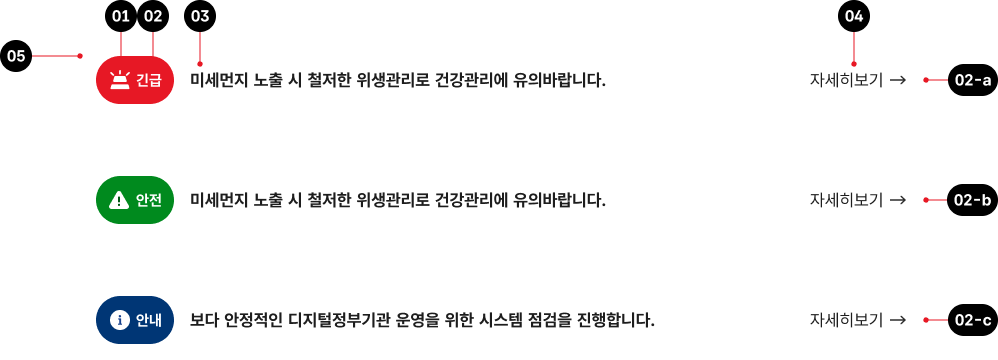 01 02 03 04
05
긴급 미세먼지 노출 시 철저한 위생관리로 건강관리에 유의바랍니다. 자세히보기 → 02-a
안전 미세먼지 노출 시 철저한 위생관리로 건강관리에 유의바랍니다. 자세히보기 → 02-b
안내 보다 안정적인 디지털정부기관 운영을 위한 시스템 점검을 진행합니다. 자세히보기 → 02-c